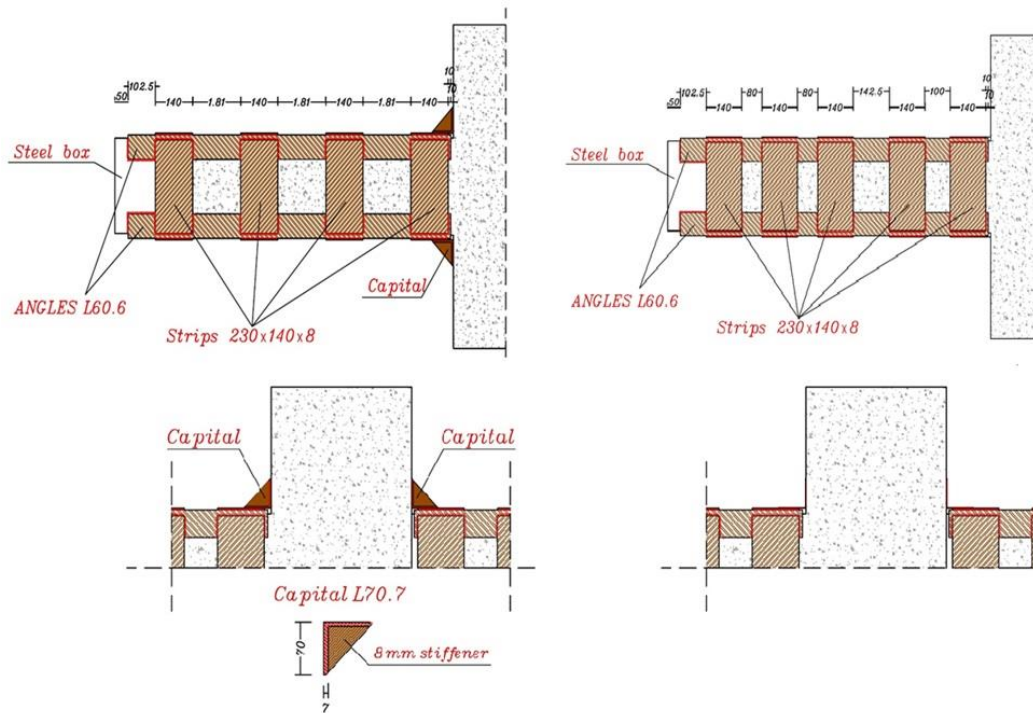 10
102.5
50
140
1.81
140
1.81
140
1.81
140
10
Steel box
ANGLES L60.6
Strips 230x140x8
Capital
10
102.5
80
80
142.5
100
50
140
140
140
140
140
10
Steel box
ANGLES L60.6
Strips 230x140x8
Capital
Capital
Capital L70.7
70
8mm stiffener
7